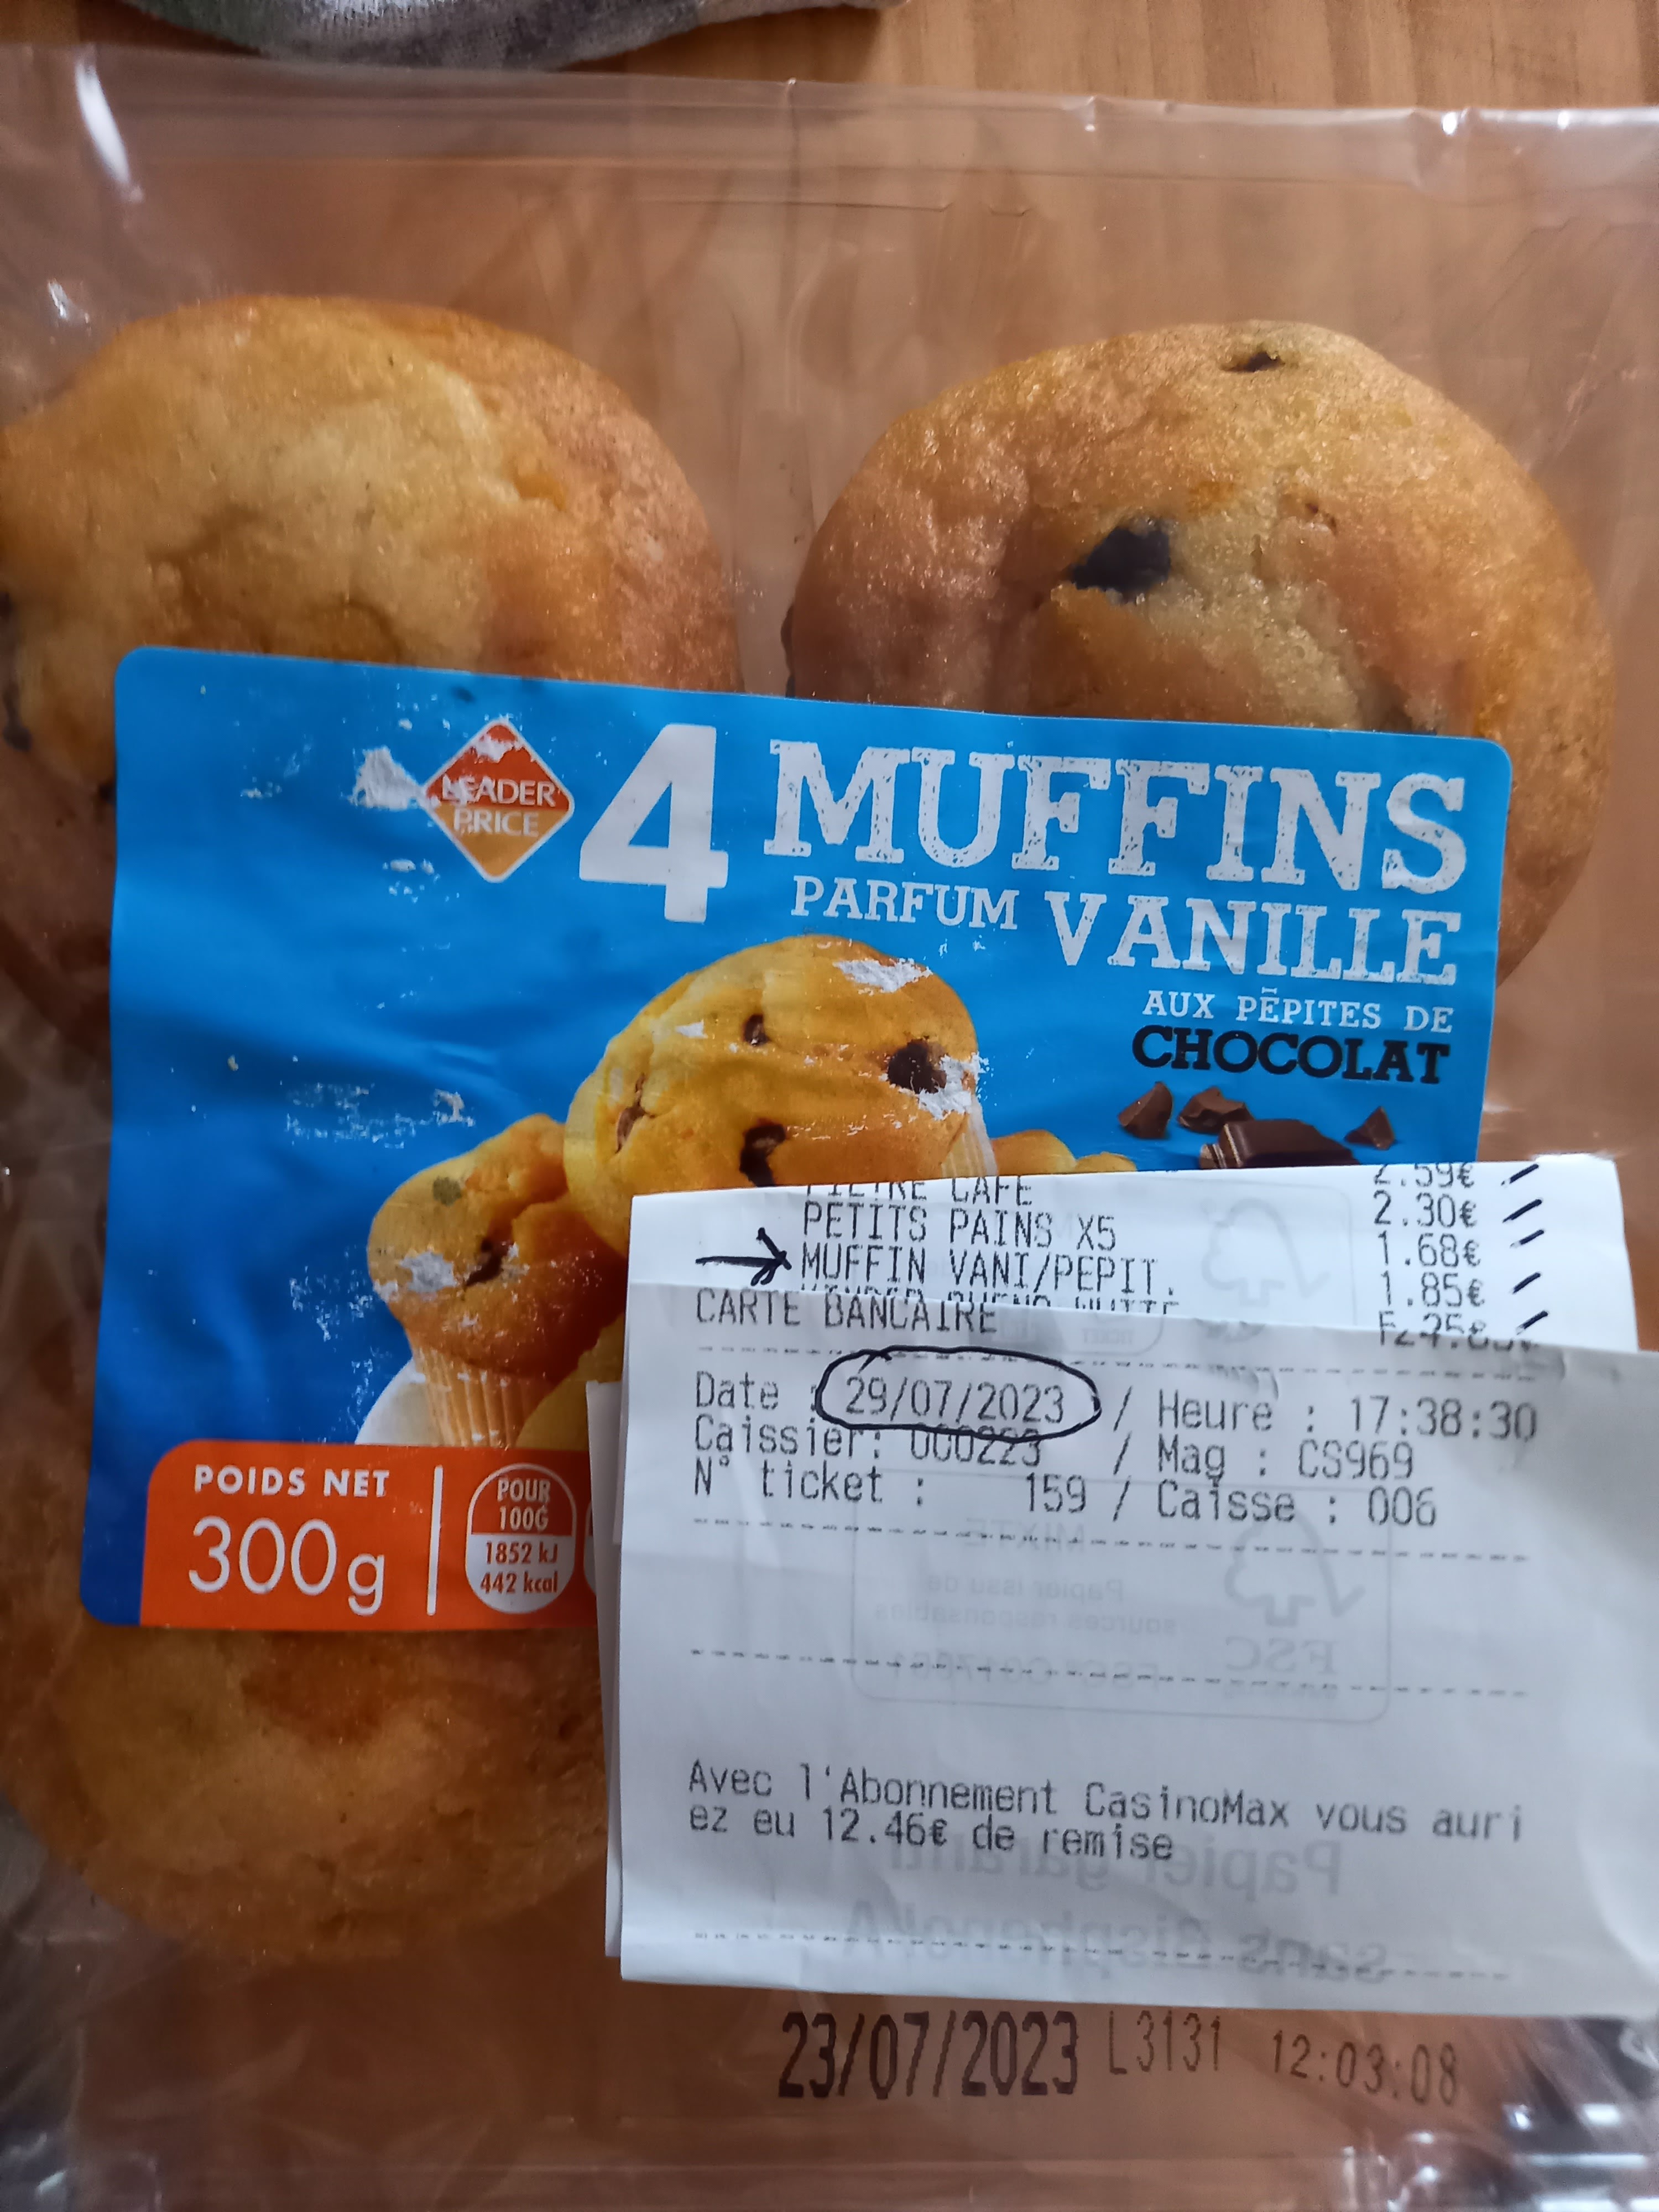 LEADER
PRICE
4 MUFFINS
PARFUM VANILLE
AUX PÉPITES DE
CHOCOLAT
POIDS NET
300g
POUR
100G
1852 kJ
442 kcal
FILTRE CAFE 2.59€
PETITS PAINS X5 2.30€
MUFFIN VANI/PEPIT. 1.68€
1.85€
CARTE BANCAIRE
Date : 29/07/2023 / Heure : 17:38:30
Caissier: 000223 / Mag : CS969
N° ticket : 159 / Caisse : 006
Avec l'Abonnement CasinoMax vous auri
ez eu 12.46€ de remise
23/07/2023 L3131 12:03:08